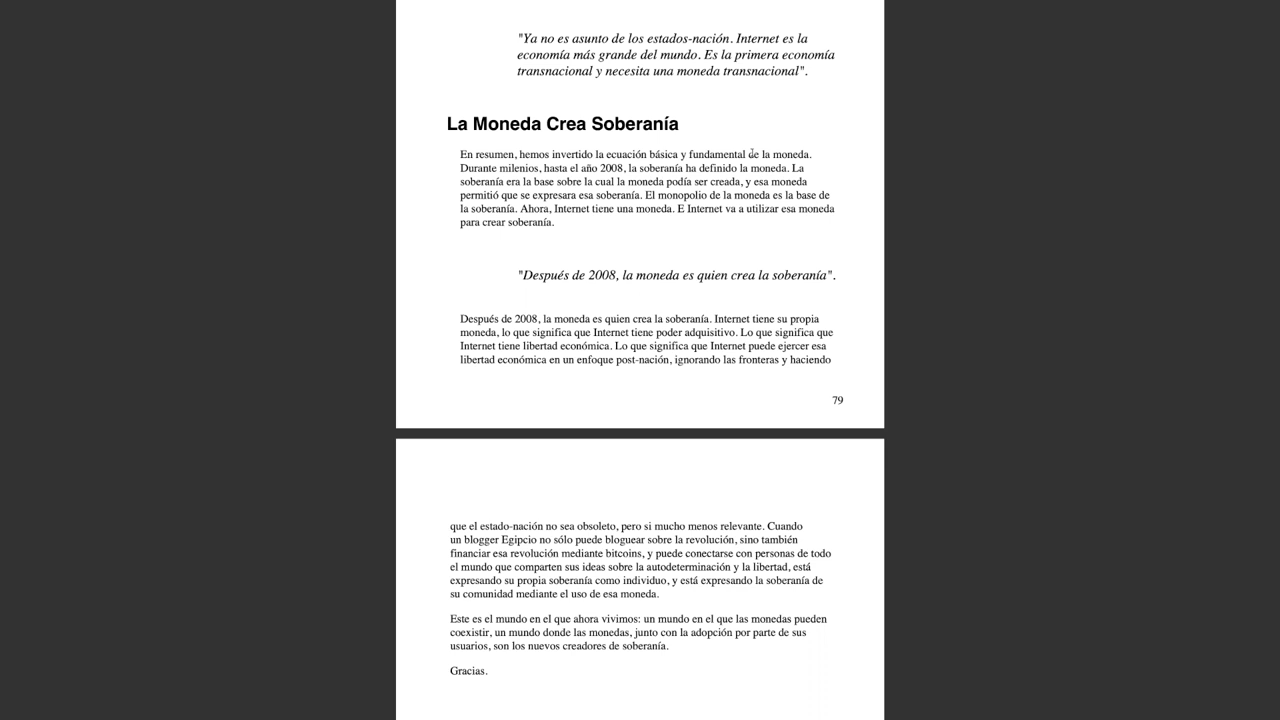 "Ya no es asunto de los estados-nación. Internet es la
economía más grande del mundo. Es la primera economía
transnacional y necesita una moneda transnacional".
La Moneda Crea Soberanía
En resumen, hemos invertido la ecuación básica y fundamental de la moneda.
Durante milenios, hasta el año 2008, la soberanía ha definido la moneda. La
soberanía era la base sobre la cual la moneda podía ser creada, y esa moneda
permitió que se expresara esa soberanía. El monopolio de la moneda es la base de
la soberanía. Ahora, Internet tiene una moneda. E Internet va a utilizar esa moneda
para crear soberanía.
"Después de 2008, la moneda es quien crea la soberanía".
Después de 2008, la moneda es quien crea la soberanía. Internet tiene su propia
moneda, lo que significa que Internet tiene poder adquisitivo. Lo que significa que
Internet tiene libertad económica. Lo que significa que Internet puede ejercer esa
libertad económica en un enfoque post-nación, ignorando las fronteras y haciendo
79
que el estado-nación no sea obsoleto, pero si mucho menos relevante. Cuando
un blogger Egipcio no sólo puede bloguear sobre la revolución, sino también
financiar esa revolución mediante bitcoins, y puede conectarse con personas de todo
el mundo que comparten sus ideas sobre la autodeterminación y la libertad, está
expresando su propia soberanía como individuo, y está expresando la soberanía de
su comunidad mediante el uso de esa moneda.
Este es el mundo en el que ahora vivimos: un mundo en el que las monedas pueden
coexistir, un mundo donde las monedas, junto con la adopción por parte de sus
usuarios, son los nuevos creadores de soberanía.
Gracias.